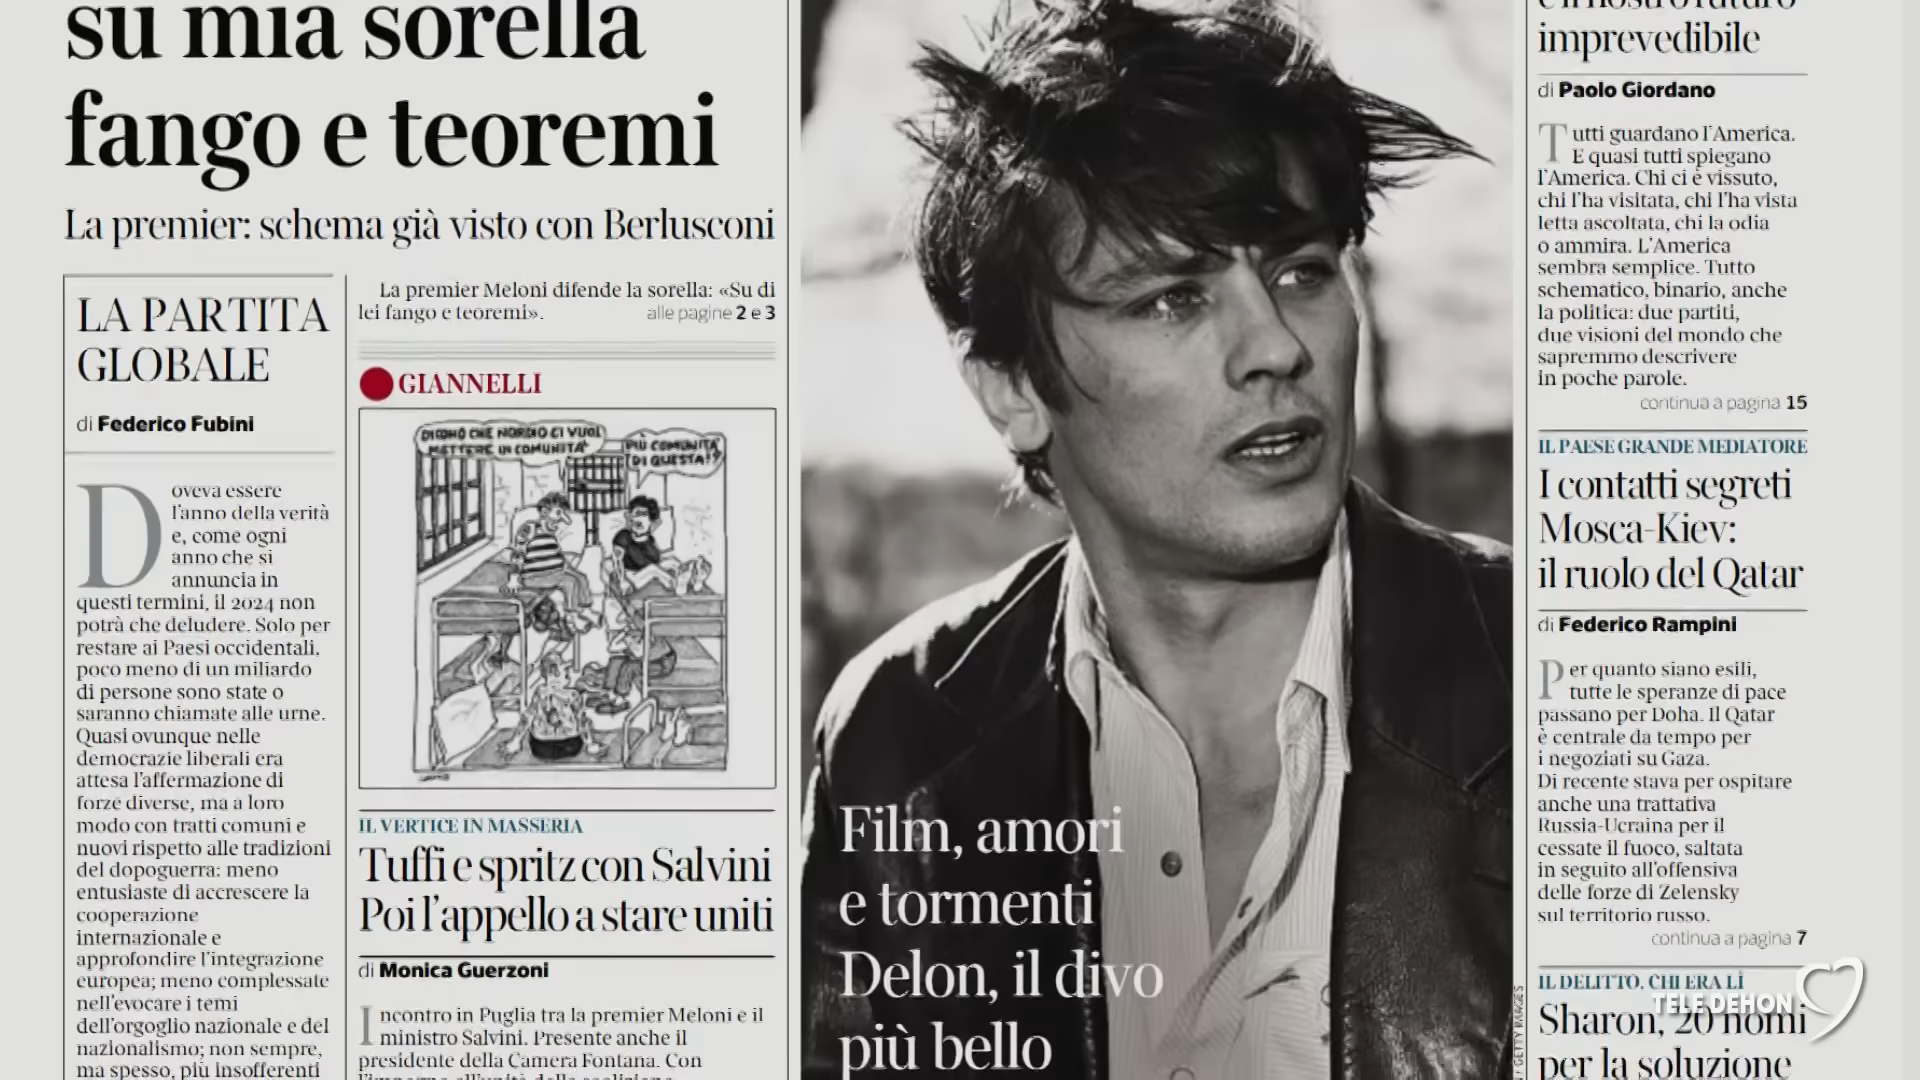 su mia sorella
fango e teoremi
La premier: schema già visto con Berlusconi
LA PARTITA
GLOBALE
di Federico Fubini
Doveva essere
l'anno della verità
e, come ogni
anno che si
annuncia in
questi termini, il 2024 non
potrà che deludere. Solo per
restare ai Paesi occidentali,
poco meno di un miliardo
di persone sono state o
saranno chiamate alle urne.
Quasi ovunque nelle
democrazie liberali era
attesa l'affermazione di
forze diverse, ma a loro
modo con tratti comuni e
nuovi rispetto alle tradizioni
del dopoguerra: meno
entusiaste di accrescere la
cooperazione
internazionale e
approfondire l'integrazione
europea; meno complessate
nell'evocare i temi
dell'orgoglio nazionale e del
nazionalismo; non sempre,
ma spesso, più insofferenti
La premier Meloni difende la sorella: «Su di
lei fango e teoremi».
alle pagine 2 e 3
GIANNELLI
DICONO CHE NORDIO CI VUOL
METTERE IN COMUNITA'
PIÙ COMUNITA'
DI QUESTA!?
IL VERTICE IN MASSERIA
Tuffi e spritz con Salvini
Poi l'appello a stare uniti
di Monica Guerzoni
Incontro in Puglia tra la premier Meloni e il
ministro Salvini. Presente anche il
presidente della Camera Fontana. Con
Film, amori
e tormenti
Delon, il divo
più bello
/ GETTY IMAGES
imprevedibile
di Paolo Giordano
Tutti guardano l'America.
E quasi tutti spiegano
l'America. Chi ci è vissuto,
chi l'ha visitata, chi l'ha vista
letta ascoltata, chi la odia
o ammira. L'America
sembra semplice. Tutto
schematico, binario, anche
la politica: due partiti,
due visioni del mondo che
sapremmo descrivere
in poche parole.
continua a pagina 15
IL PAESE GRANDE MEDIATORE
I contatti segreti
Mosca-Kiev:
il ruolo del Qatar
di Federico Rampini
Per quanto siano esili,
tutte le speranze di pace
passano per Doha. Il Qatar
è centrale da tempo per
i negoziati su Gaza.
Di recente stava per ospitare
anche una trattativa
Russia-Ucraina per il
cessate il fuoco, saltata
in seguito all'offensiva
delle forze di Zelensky
sul territorio russo.
continua a pagina 7
IL DELITTO, CHI ERA LÌ
Sharon, 20 nomi
per la soluzione
TELE DEHON